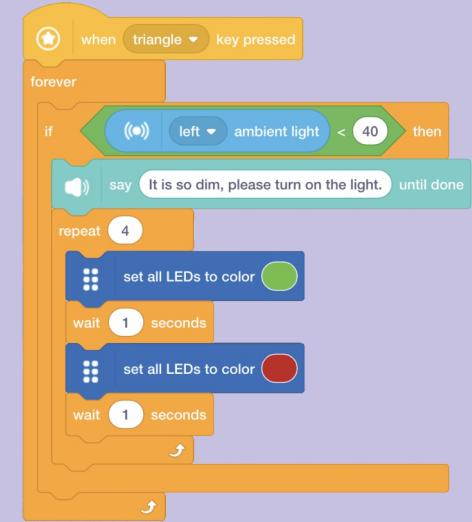 when triangle key pressed
forever
if left ambient light < 40 then
say It is so dim, please turn on the light. until done
repeat 4
set all LEDs to color
wait 1 seconds
set all LEDs to color
wait 1 seconds